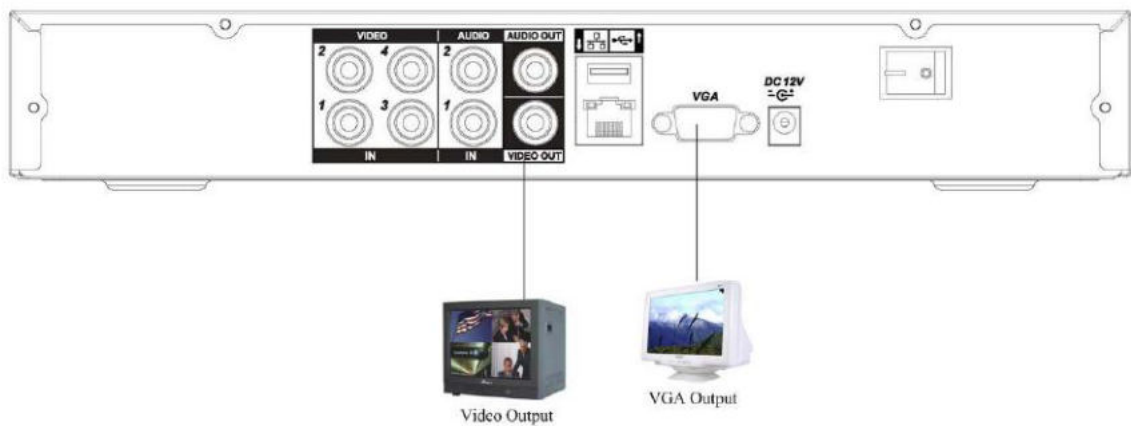 VIDEO AUDIO AUDIO OUT
2 4 2
1 3 1
IN IN VIDEO OUT
VGA
DC 12V
Video Output
VGA Output